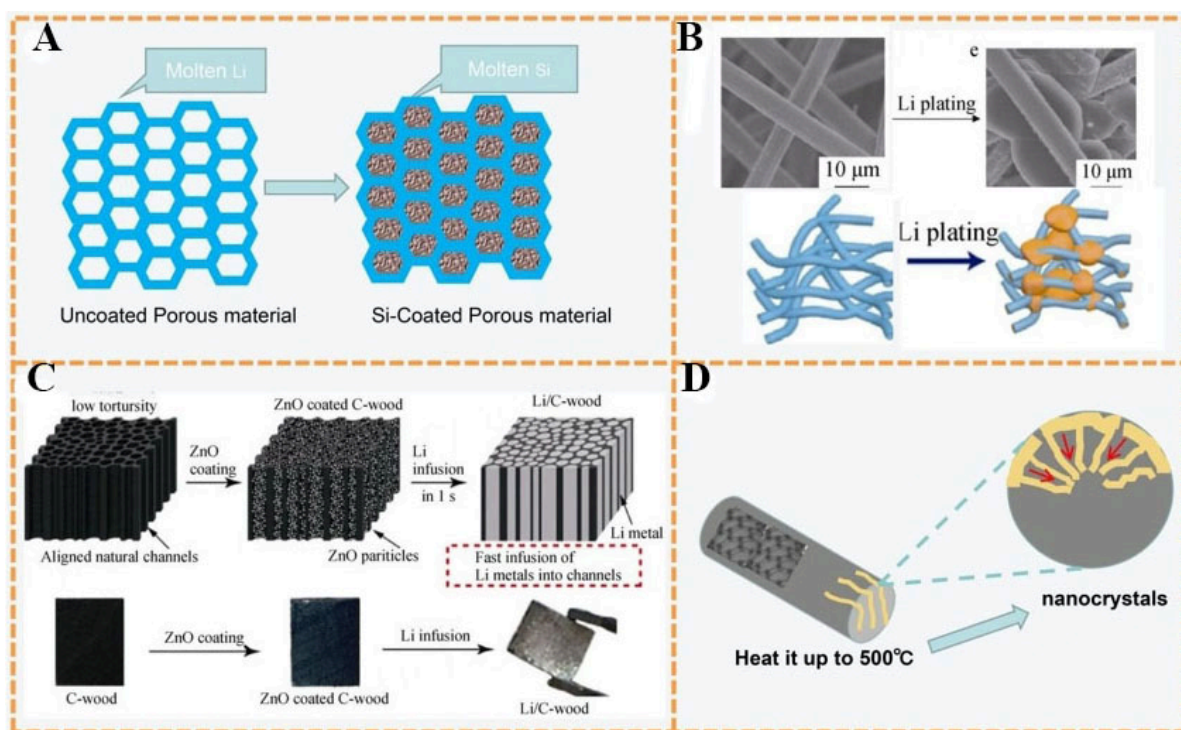 A
Molten Li
Molten Si
Uncoated Porous material
Si-Coated Porous material
B
e
Li plating
10 μm
10 μm
Li plating
C
low tortursity
ZnO coated C-wood
Li/C-wood
ZnO
coating
Li
infusion
in 1 s
Li metal
Aligned natural channels
ZnO pariticles
Fast infusion of
Li metals into channels
ZnO coating
Li infusion
C-wood
ZnO coated C-wood
Li/C-wood
D
nanocrystals
Heat it up to 500℃